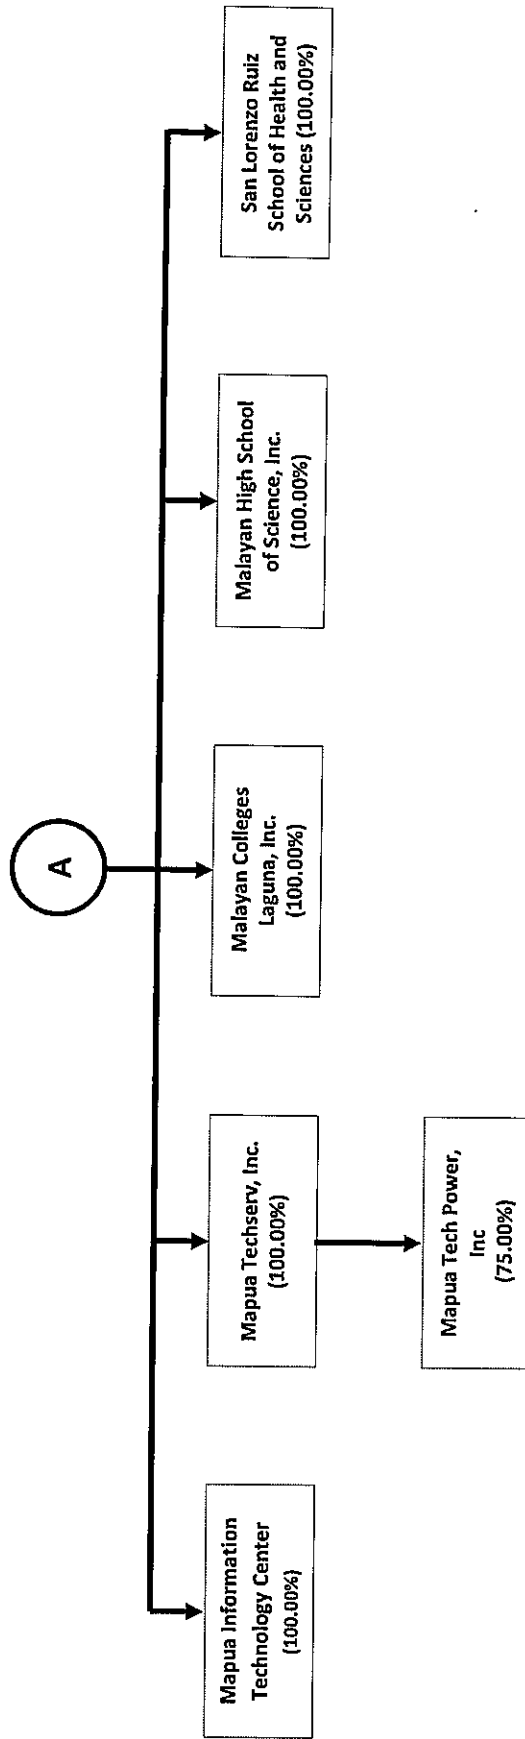 A
Mapua Information
Technology Center
(100.00%)
Mapua Techserv, Inc.
(100.00%)
Malayan Colleges
Laguna, Inc.
(100.00%)
Malayan High School
of Science, Inc.
(100.00%)
San Lorenzo Ruiz
School of Health and
Sciences (100.00%)
Mapua Tech Power,
Inc
(75.00%)